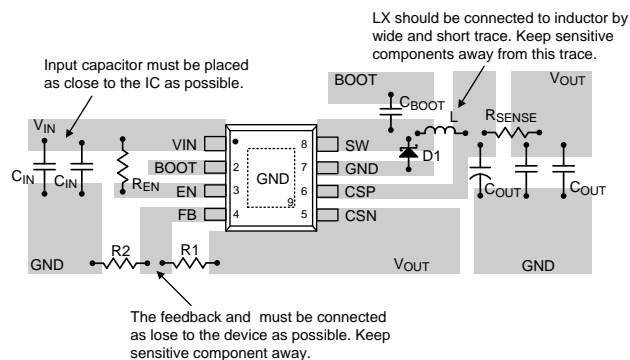 LX should be connected to inductor by
wide and short trace. Keep sensitive
components away from this trace.
Input capacitor must be placed
as close to the IC as possible.
BOOT
VOUT
CBOOT
L
RSENSE
VIN
VIN
8
SW
D1
CIN
CIN
REN
BOOT
2
GND
7
GND
EN
3
6
CSP
COUT
COUT
9
FB
4
5
CSN
R2
R1
GND
VOUT
GND
The feedback and must be connected
as lose to the device as possible. Keep
sensitive component away.